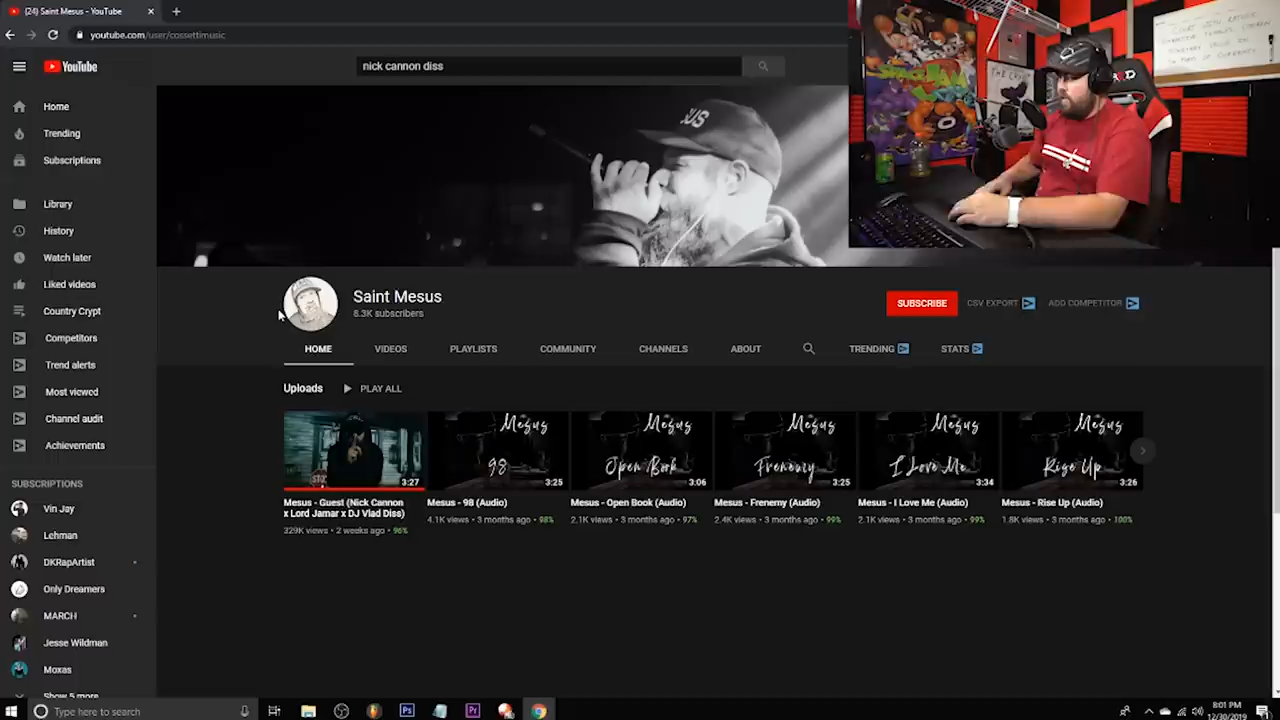 (24) Saint Mesus - YouTube
youtube.com/user/cossettimusic
YouTube
nick cannon diss
SPACE JAM
Home
Trending
Subscriptions
Library
History
Watch later
Liked videos
Country Crypt
Competitors
Trend alerts
Most viewed
Channel audit
Achievements
SUBSCRIPTIONS
Vin Jay
Lehman
DKRapArtist
Only Dreamers
MARCH
Jesse Wildman
Moxas
Show 5 more
Saint Mesus
8.3K subscribers
SUBSCRIBE
CSV EXPORT
ADD COMPETITOR
HOME VIDEOS PLAYLISTS COMMUNITY CHANNELS ABOUT TRENDING STATS
Uploads PLAY ALL
3:27
Mesus - Guest (Nick Cannon
x Lord Jamar x DJ Vlad Diss)
329K views • 2 weeks ago • 96%
Mesus
98
3:25
Mesus - 98 (Audio)
4.1K views • 3 months ago • 98%
Mesus
Open Book
3:06
Mesus - Open Book (Audio)
2.1K views • 3 months ago • 97%
Mesus
Frenemy
3:25
Mesus - Frenemy (Audio)
2.4K views • 3 months ago • 99%
Mesus
I Love Me
3:34
Mesus - I Love Me (Audio)
2.1K views • 3 months ago • 99%
Mesus
Rise Up
3:26
Mesus - Rise Up (Audio)
1.8K views • 3 months ago • 100%
Type here to search
8:01 PM
12/30/2019